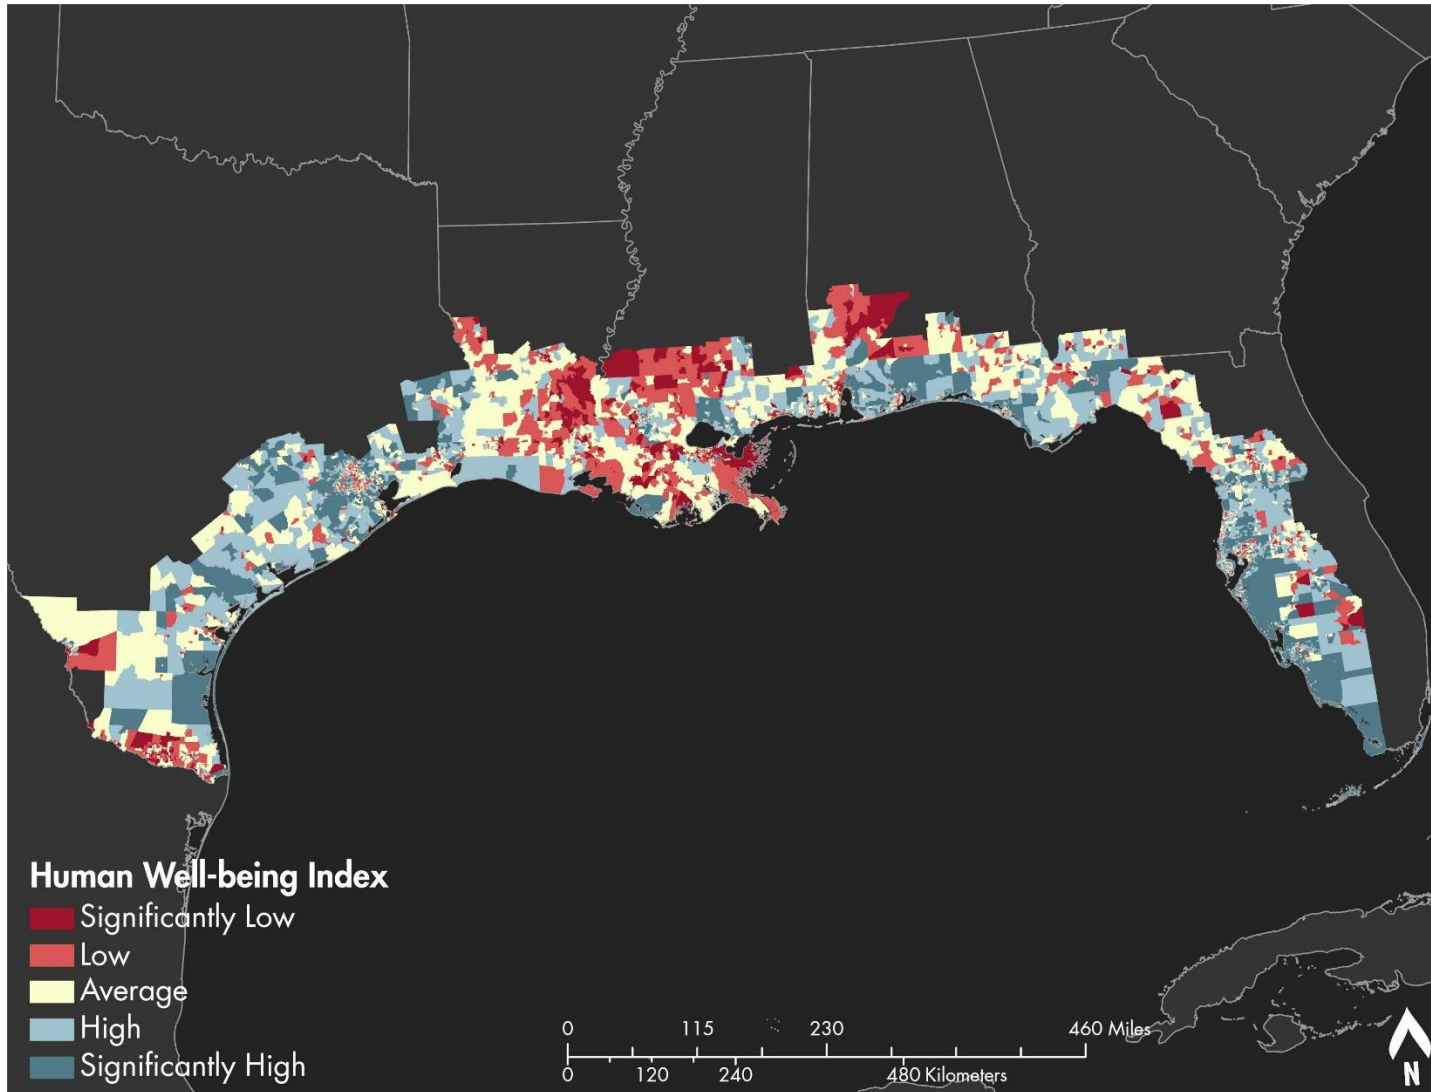 Human Well-being Index
Significantly Low
Low
Average
High
Significantly High
0 115 230 460 Miles
0 120 240 480 Kilometers
N